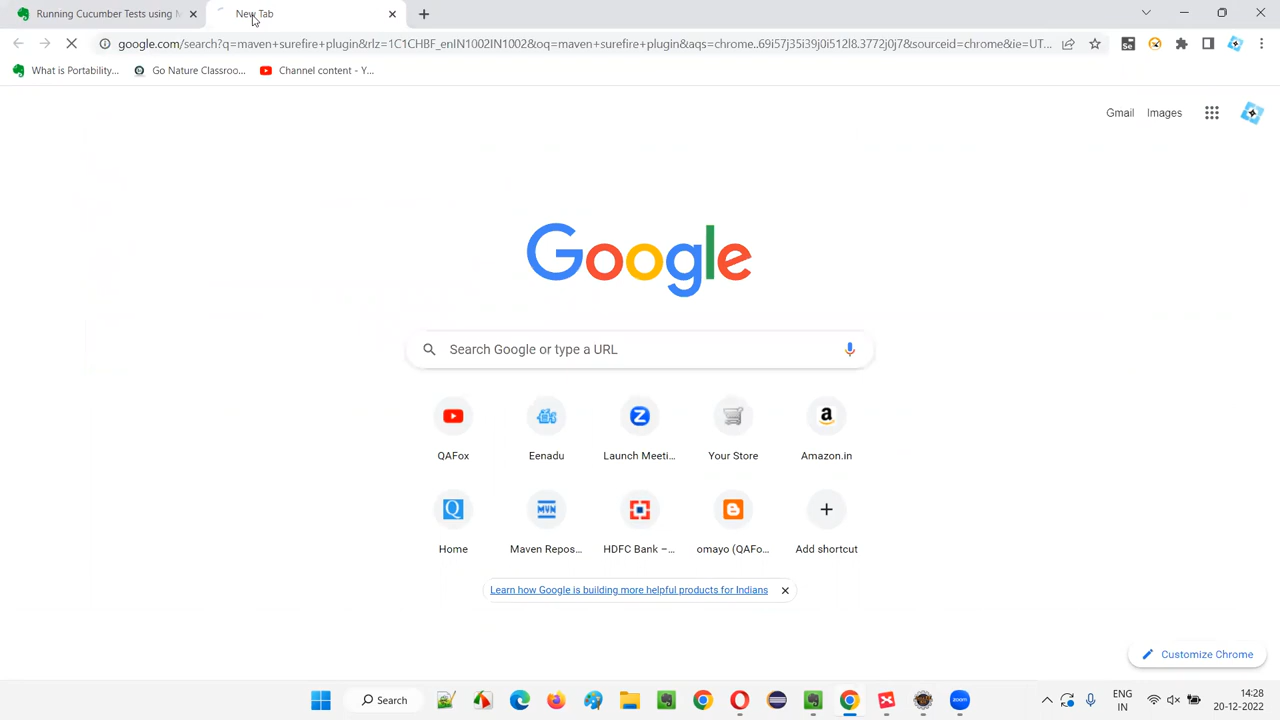 Running Cucumber Tests using M
New Tab
google.com/search?q=maven+surefire+plugin&rlz=1C1CHBF_enIN1002IN1002&oq=maven+surefire+plugin&aqs=chrome..69i57j35i39j0i512l8.3772j0j7&sourceid=chrome&ie=UT...
What is Portability...
Go Nature Classroo...
Channel content - Y...
Gmail
Images
Google
Search Google or type a URL
QAFox
Eenadu
Launch Meeti...
Your Store
Amazon.in
Home
Maven Repos...
HDFC Bank –...
omayo (QAFo...
Add shortcut
Learn how Google is building more helpful products for Indians
Customize Chrome
Search
ENG
IN
14:28
20-12-2022